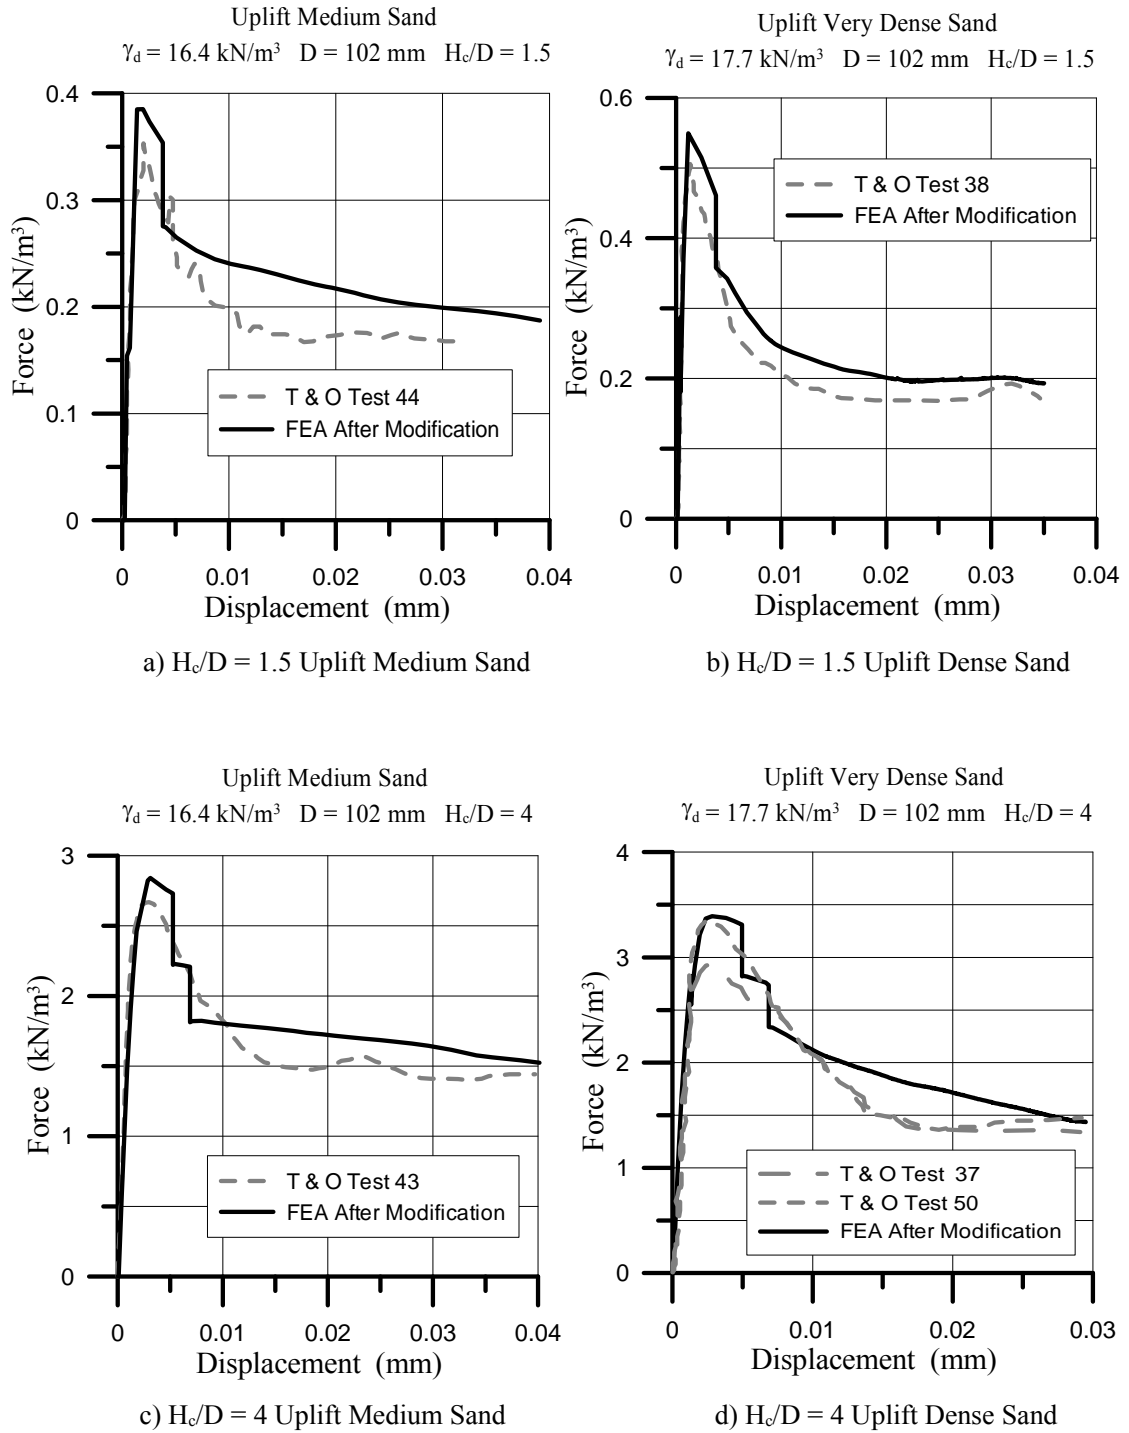 Uplift Medium Sand
γd = 16.4 kN/m³ D = 102 mm Hc/D = 1.5
0.4
0.3
0.2
0.1
0
Force (kN/m³)
T & O Test 44
FEA After Modification
0 0.01 0.02 0.03 0.04
Displacement (mm)
a) Hc/D = 1.5 Uplift Medium Sand
Uplift Very Dense Sand
γd = 17.7 kN/m³ D = 102 mm Hc/D = 1.5
0.6
0.4
0.2
0
Force (kN/m³)
T & O Test 38
FEA After Modification
0 0.01 0.02 0.03 0.04
Displacement (mm)
b) Hc/D = 1.5 Uplift Dense Sand
Uplift Medium Sand
γd = 16.4 kN/m³ D = 102 mm Hc/D = 4
3
2
1
0
Force (kN/m³)
T & O Test 43
FEA After Modification
0 0.01 0.02 0.03 0.04
Displacement (mm)
c) Hc/D = 4 Uplift Medium Sand
Uplift Very Dense Sand
γd = 17.7 kN/m³ D = 102 mm Hc/D = 4
4
3
2
1
0
Force (kN/m³)
T & O Test 37
T & O Test 50
FEA After Modification
0 0.01 0.02 0.03
Displacement (mm)
d) Hc/D = 4 Uplift Dense Sand